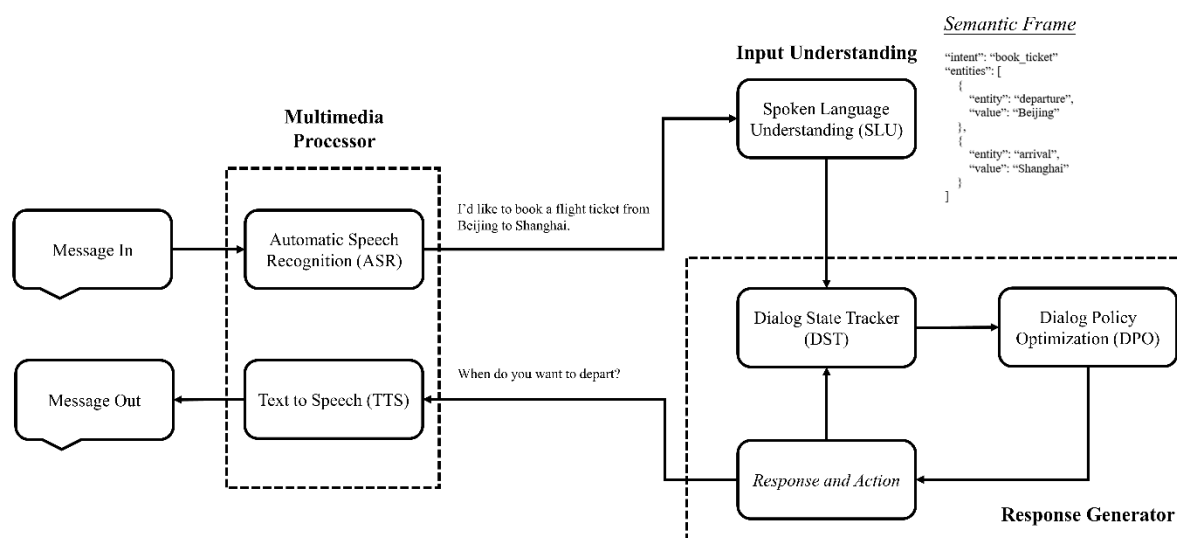 Semantic Frame
Input Understanding
“intent”: “book_ticket”
“entities”: [
{
“entity”: “departure”,
“value”: “Beijing”
},
{
“entity”: “arrival”,
“value”: “Shanghai”
}
]
Spoken Language
Understanding (SLU)
Multimedia
Processor
I’d like to book a flight ticket from
Beijing to Shanghai.
Message In
Automatic Speech
Recognition (ASR)
Dialog State Tracker
(DST)
Dialog Policy
Optimization (DPO)
When do you want to depart?
Message Out
Text to Speech (TTS)
Response and Action
Response Generator